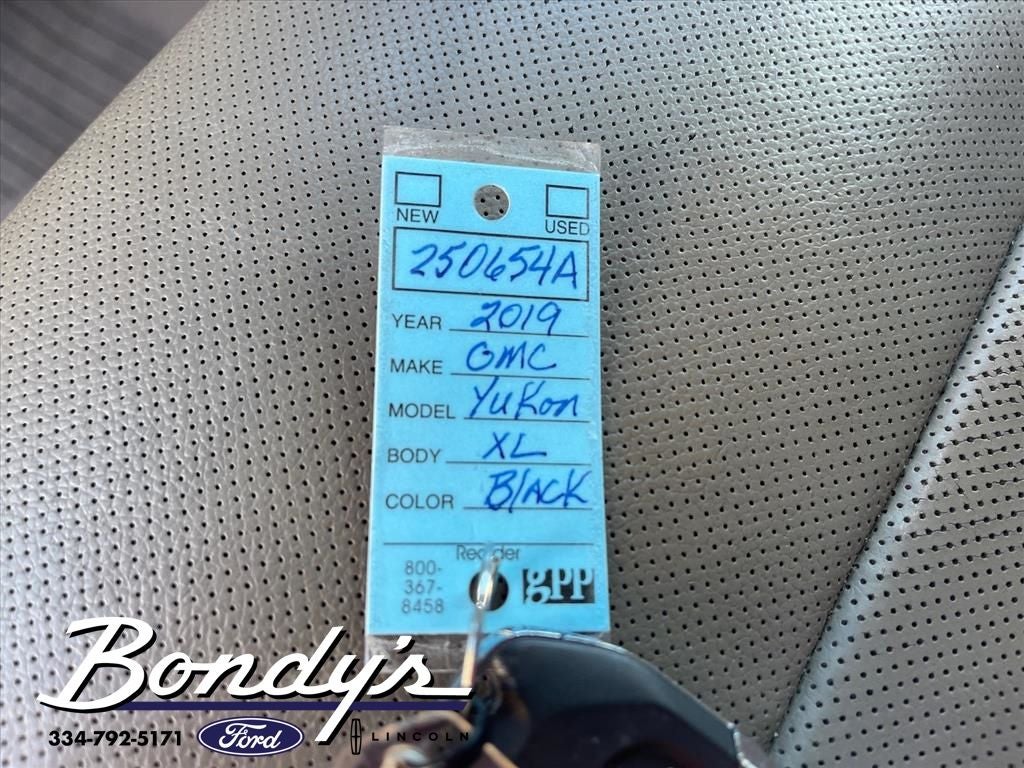 NEW USED
250654A
YEAR 2019
MAKE GMC
MODEL Yukon
BODY XL
COLOR Black
Reorder
800-
367-
8458
gpp
Bondy's
334-792-5171 Ford LINCOLN